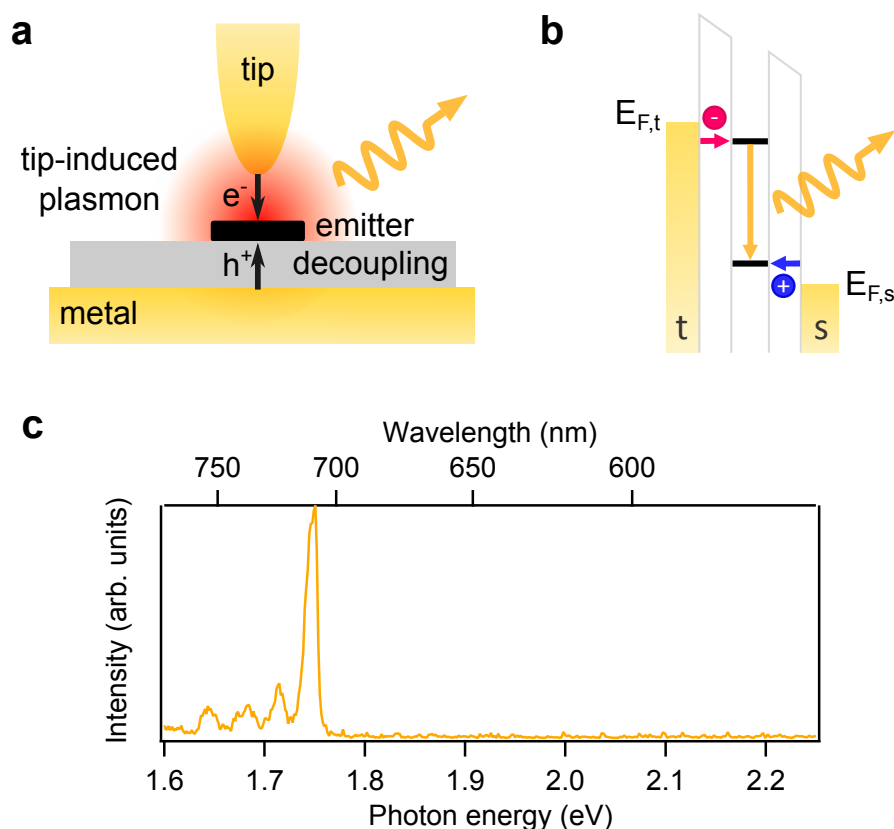 a
tip
tip-induced
plasmon
e-
emitter
h+
decoupling
metal
b
EF,t
-
+
EF,s
t
s
c
Wavelength (nm)
750
700
650
600
Intensity (arb. units)
1.6
1.7
1.8
1.9
2.0
2.1
2.2
Photon energy (eV)